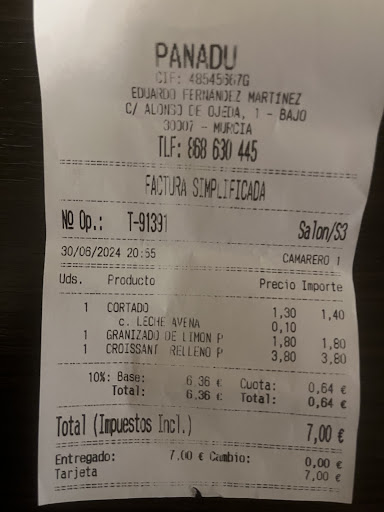 PANADU
CIF: 48545667G
EDUARDO FERNÁNDEZ MARTÍNEZ
C/ ALONSO DE OJEDA, 1 - BAJO
30007 - MURCIA
TLF: 868 630 445
FACTURA SIMPLIFICADA
Nº Op.: T-91391 Salon/S3
30/06/2024 20:55 CAMARERO 1
Uds. Producto Precio Importe
1 CORTADO 1,30 1,40
c. LECHE AVENA 0,10
1 GRANIZADO DE LIMON P 1,80 1,80
1 CROISSANT RELLENO P 3,80 3,80
10%: Base: 6,36 € Cuota: 0,64 €
Total: 6,36 € Total: 0,64 €
Total (Impuestos Incl.) 7,00 €
Entregado: 7,00 € Cambio: 0,00 €
Tarjeta 7,00 €